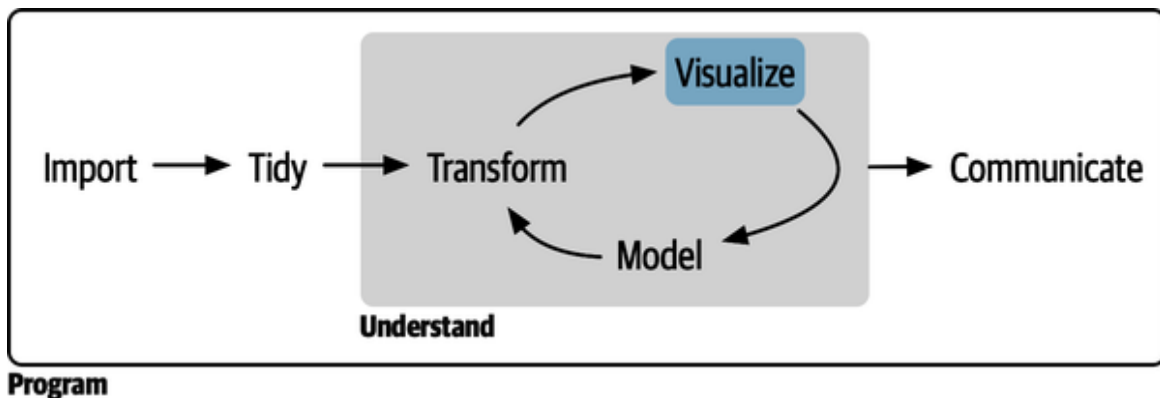 Visualize
Import
Tidy
Transform
Communicate
Model
Understand
Program